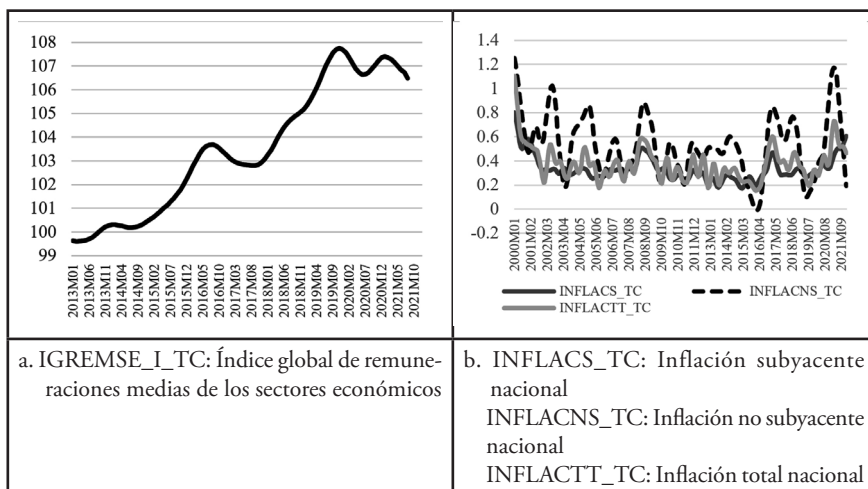 108
107
106
105
104
103
102
101
100
99
2013M01
2013M06
2013M11
2014M04
2014M09
2015M02
2015M07
2015M12
2016M05
2016M10
2017M03
2017M08
2018M01
2018M06
2018M11
2019M04
2019M09
2020M02
2020M07
2020M12
2021M05
2021M10
1.4
1.2
1
0.8
0.6
0.4
0.2
0
-0.2
2000M01
2001M02
2002M03
2003M04
2004M05
2005M06
2006M07
2007M08
2008M09
2009M10
2010M11
2011M12
2013M01
2014M02
2015M03
2016M04
2017M05
2018M06
2019M07
2020M08
2021M09
INFLACS_TC
INFLACNS_TC
INFLACTT_TC
a. IGREMSE_I_TC: Índice global de remune-
raciones medias de los sectores económicos
b. INFLACS_TC: Inflación subyacente
nacional
INFLACNS_TC: Inflación no subyacente
nacional
INFLACTT_TC: Inflación total nacional